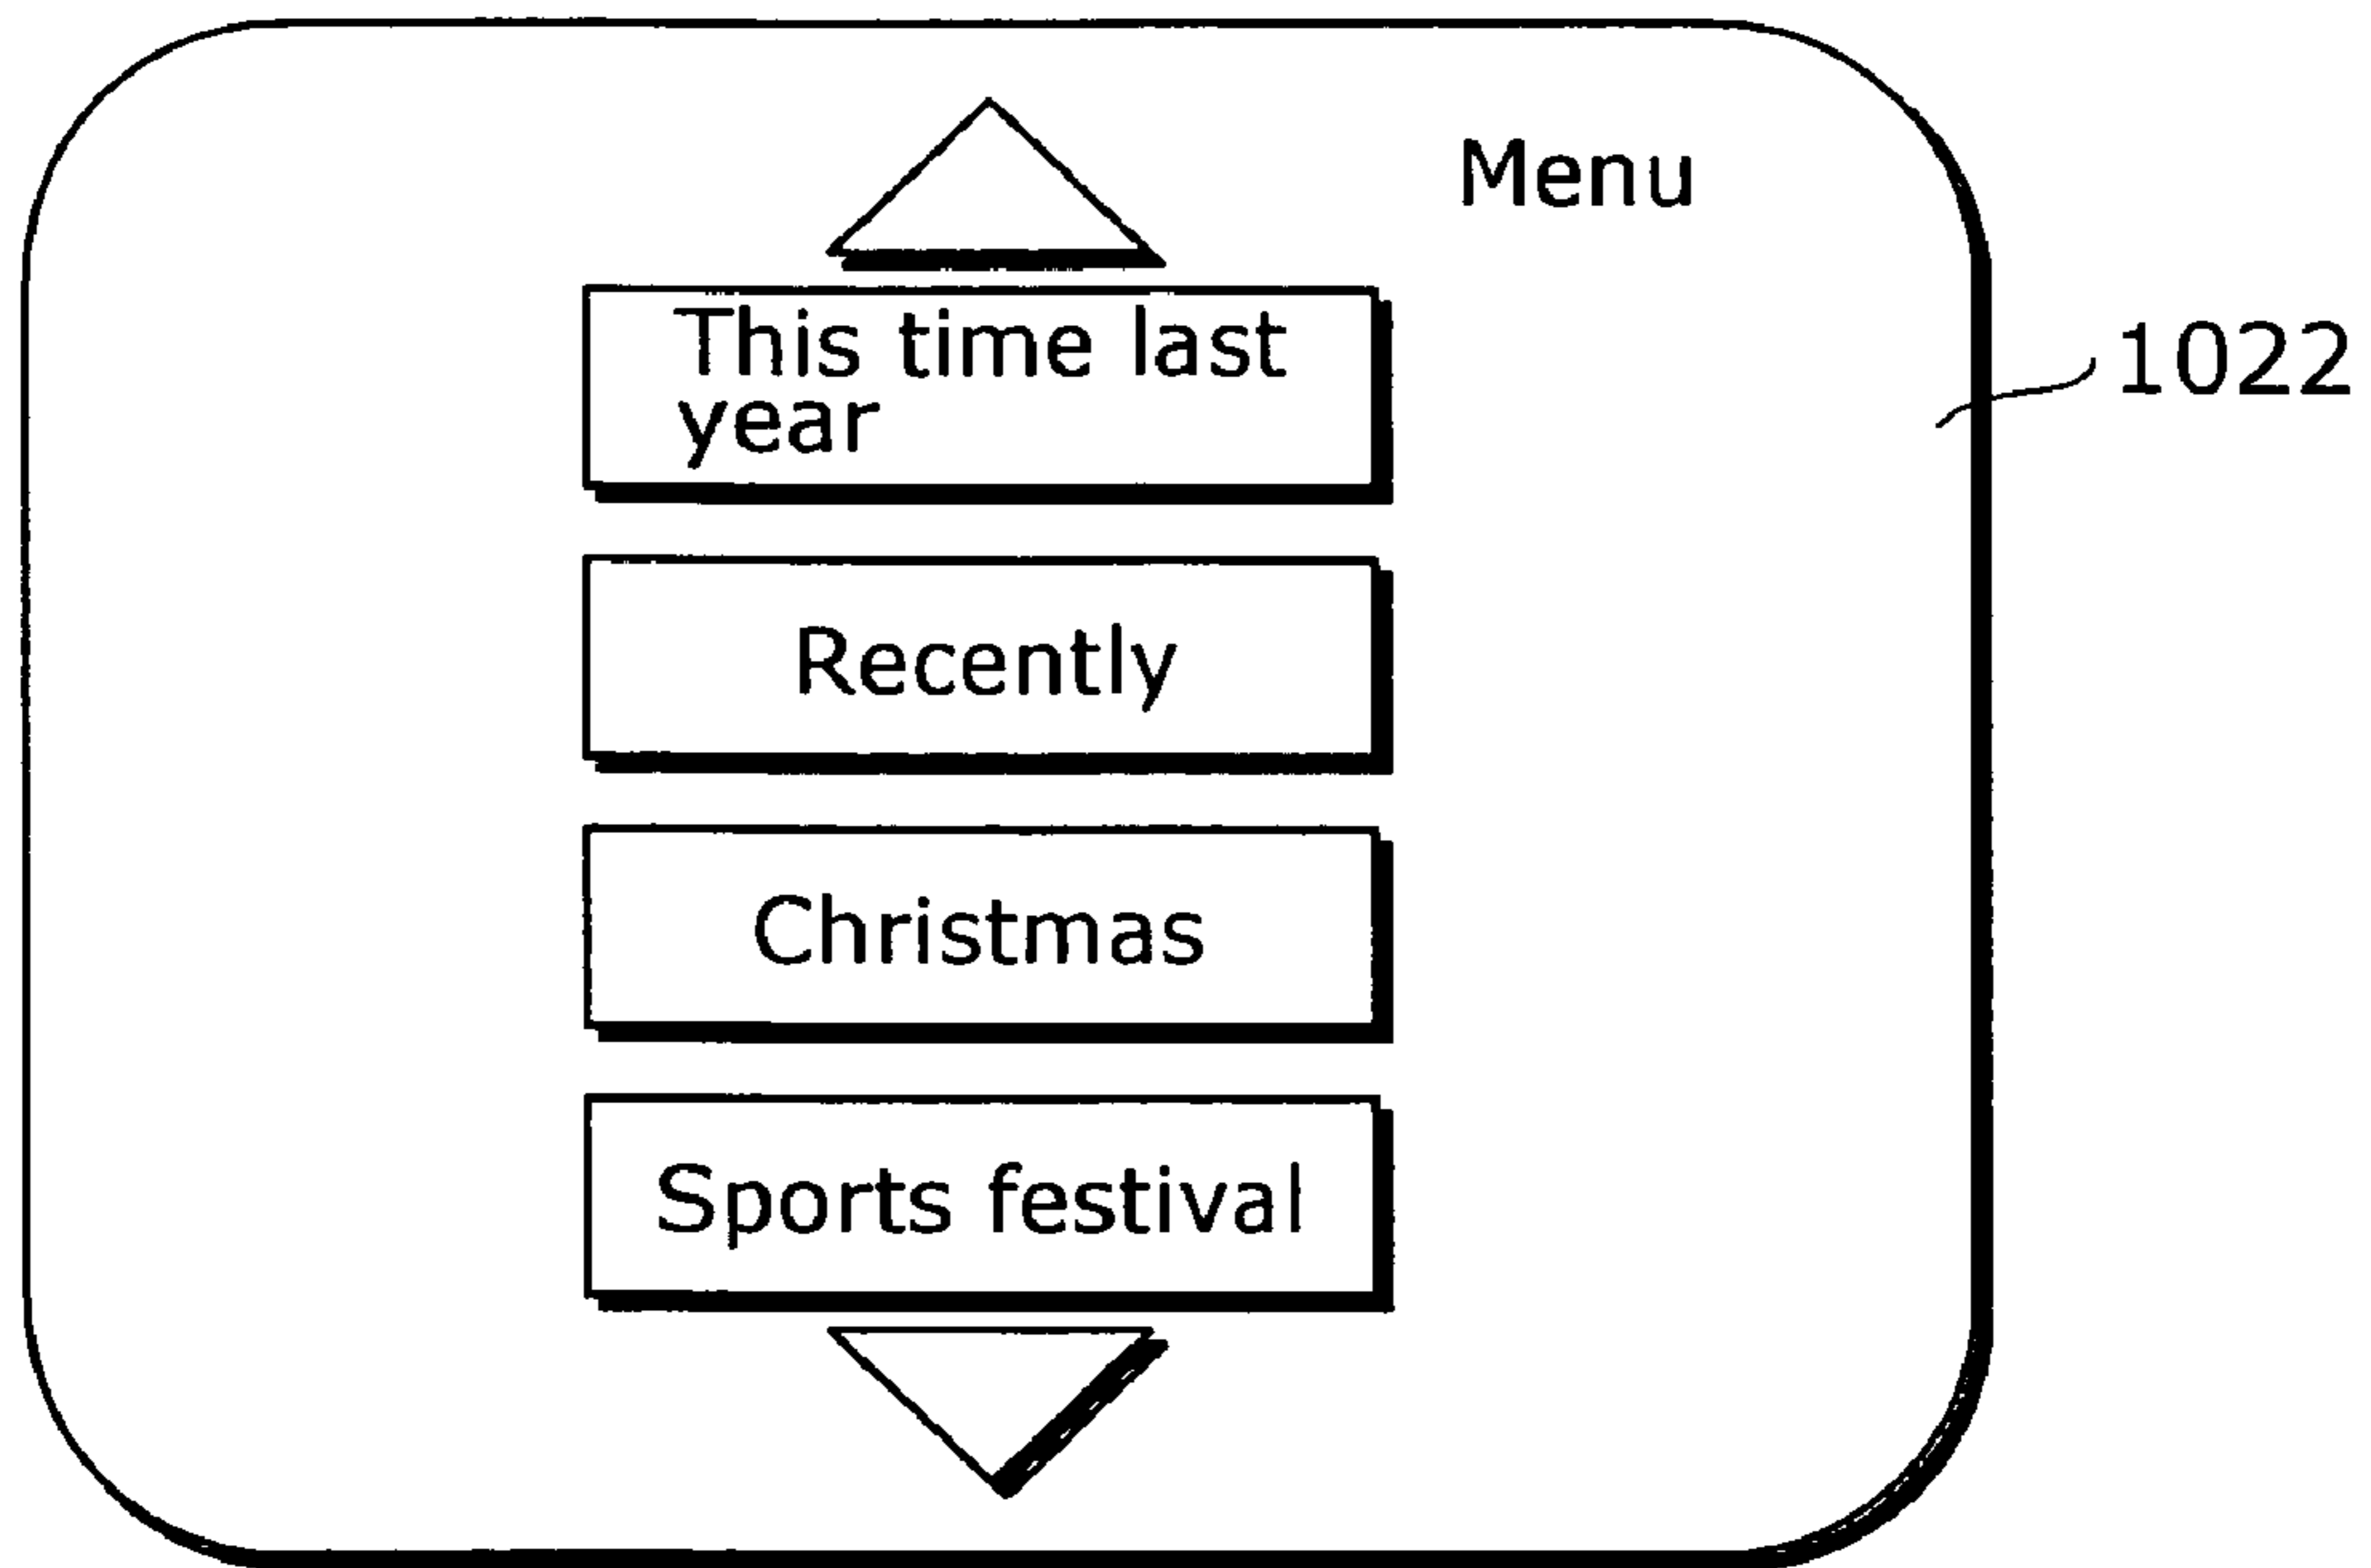 Menu
This time last
year
1022
Recently
Christmas
Sports festival